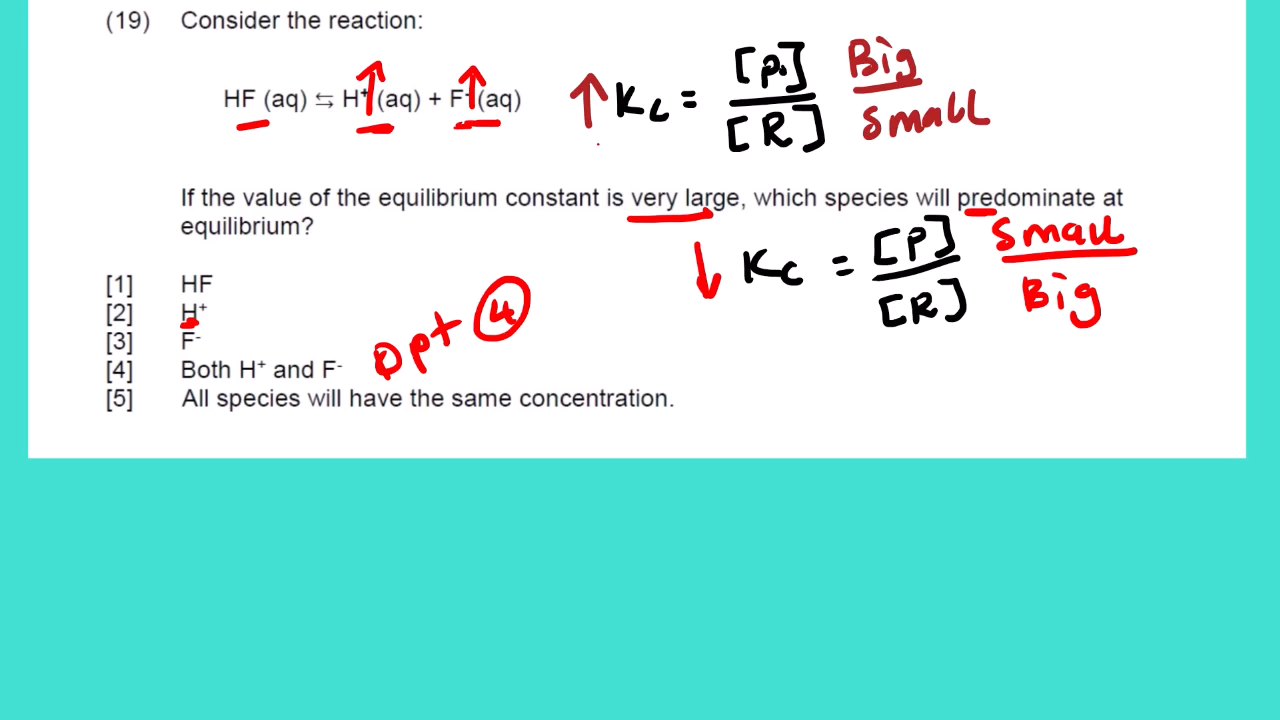 (19) Consider the reaction:
HF (aq) ⇆ H⁺ (aq) + F⁻ (aq)
↑ Kc = [P] / [R] Big / Small
If the value of the equilibrium constant is very large, which species will predominate at
equilibrium?
↓ Kc = [P] / [R] Small / Big
[1] HF
[2] H⁺
[3] F⁻
[4] Both H⁺ and F⁻
opt 4
[5] All species will have the same concentration.